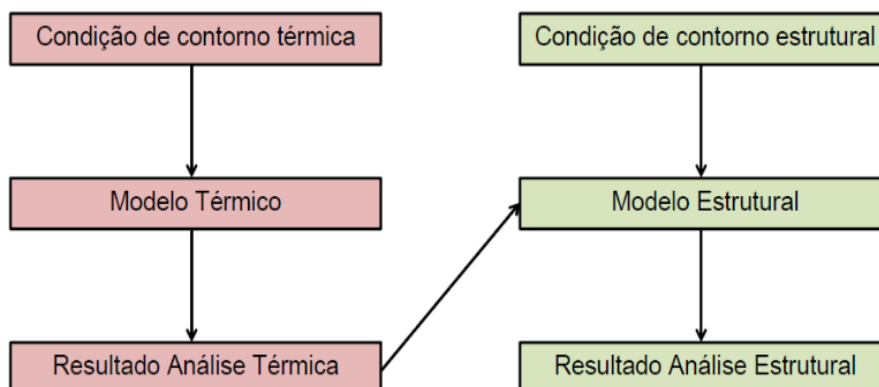 Condição de contorno térmica
Condição de contorno estrutural
Modelo Térmico
Modelo Estrutural
Resultado Análise Térmica
Resultado Análise Estrutural